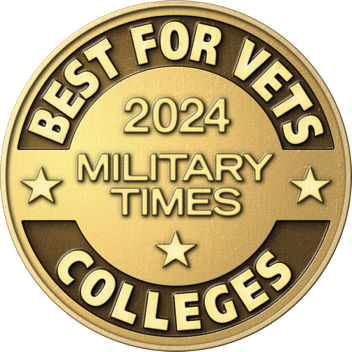 BEST FOR VETS
2024
MILITARY
TIMES
COLLEGES